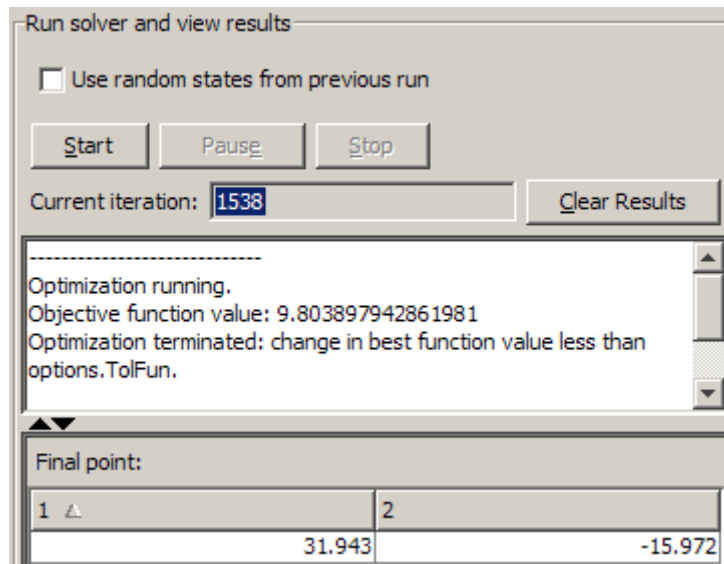 Run solver and view results
Use random states from previous run
Start Pause Stop
Current iteration: 1538 Clear Results
-----------------------------
Optimization running.
Objective function value: 9.803897942861981
Optimization terminated: change in best function value less than
options.TolFun.
Final point:
1 2
31.943 -15.972